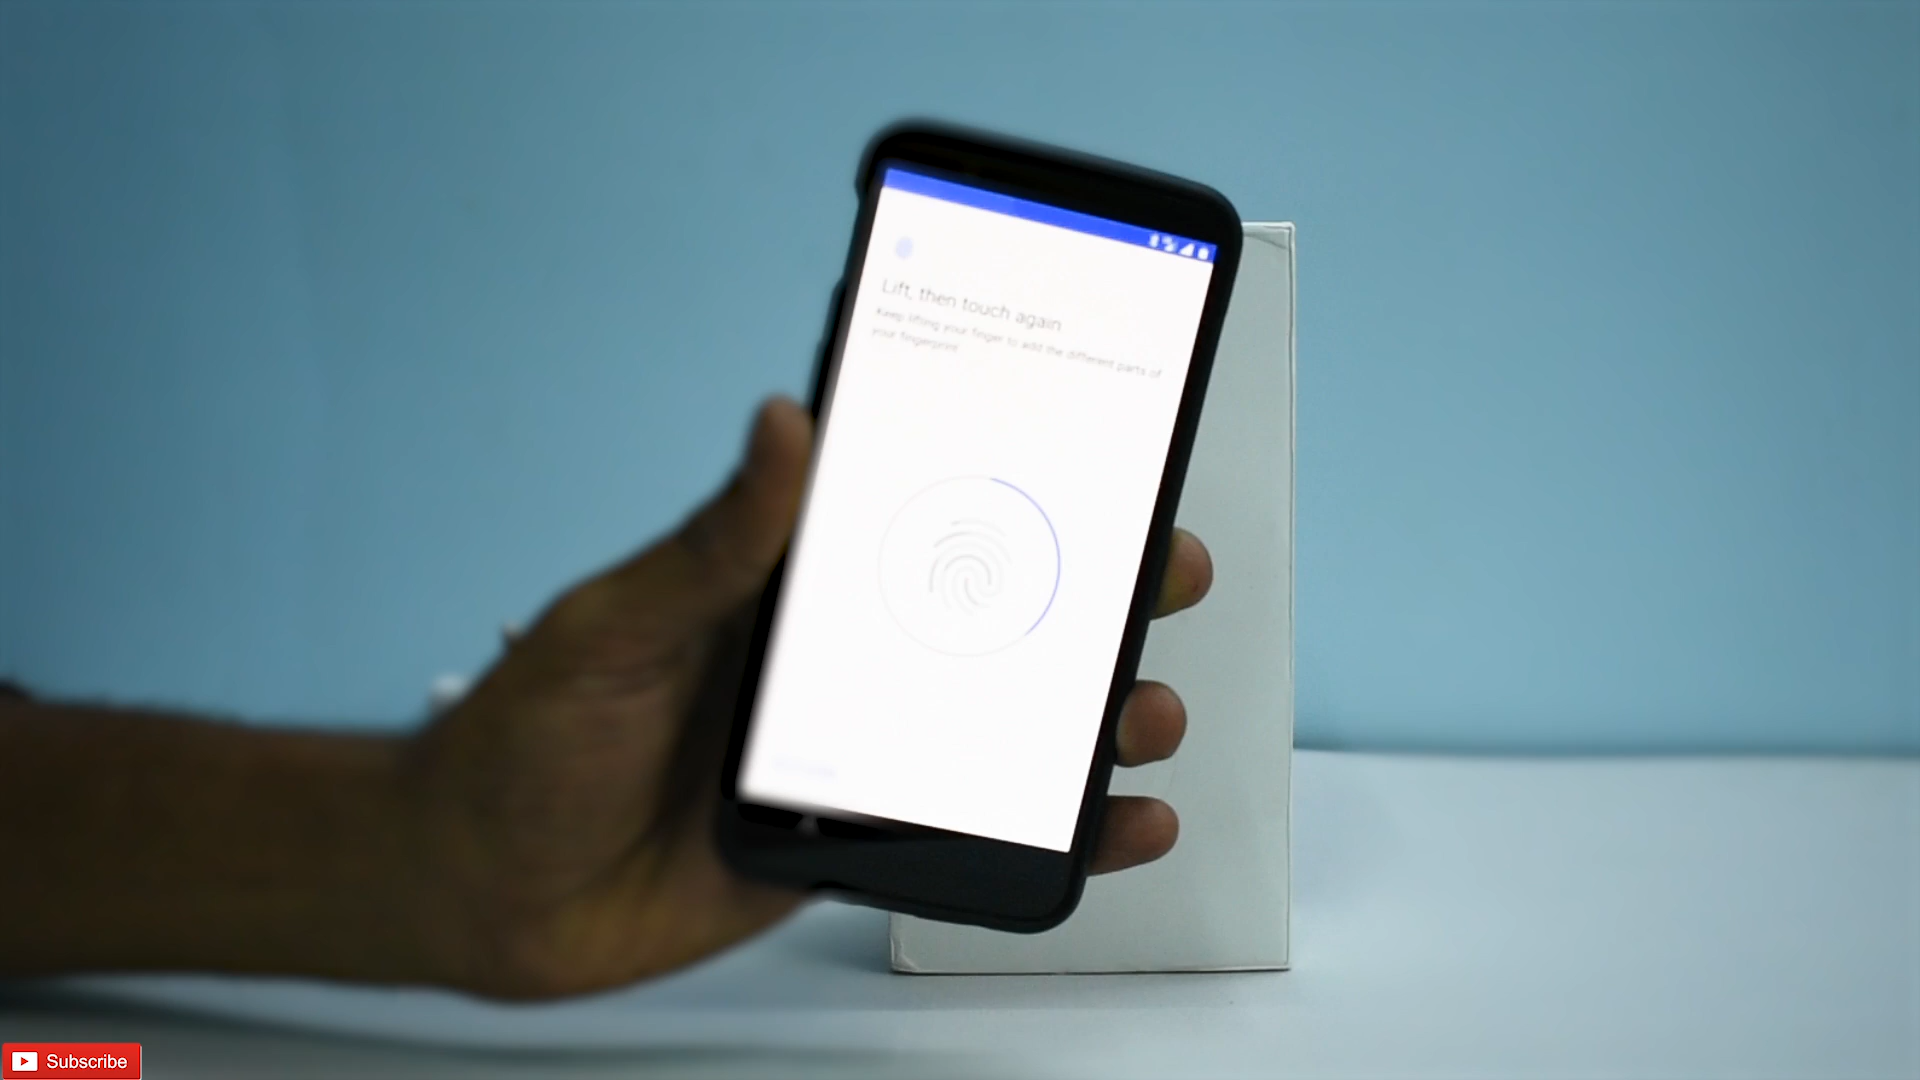 Lift, then touch again
Keep lifting your finger to add the different parts of
your fingerprint
Subscribe